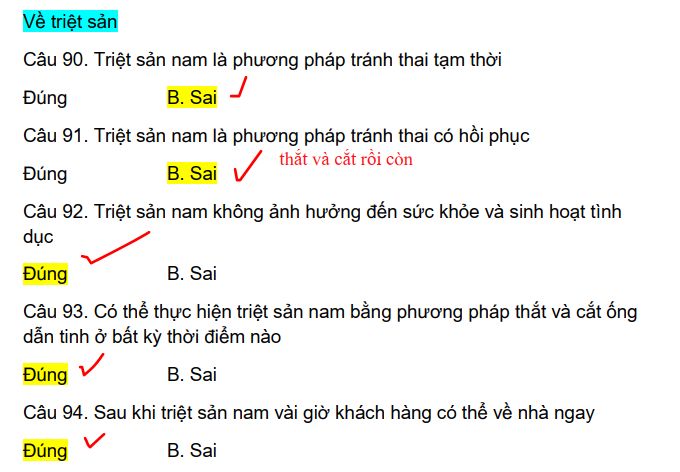 Về triệt sản
Câu 90. Triệt sản nam là phương pháp tránh thai tạm thời
Đúng B. Sai
Câu 91. Triệt sản nam là phương pháp tránh thai có hồi phục
thắt và cắt rồi còn
Đúng B. Sai
Câu 92. Triệt sản nam không ảnh hưởng đến sức khỏe và sinh hoạt tình
dục
Đúng B. Sai
Câu 93. Có thể thực hiện triệt sản nam bằng phương pháp thắt và cắt ống
dẫn tinh ở bất kỳ thời điểm nào
Đúng B. Sai
Câu 94. Sau khi triệt sản nam vài giờ khách hàng có thể về nhà ngay
Đúng B. Sai